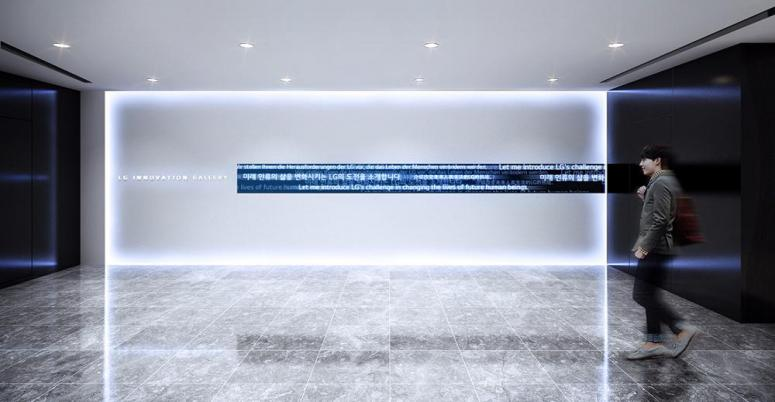 LG INNOVATION GALLERY
stellen Ihnen die Herausforderungen der LG vor, die das Leben der Menschen verändern werden.
Let me introduce LG's challenge
미래 인류의 삶을 변화시키는 LG의 도전을 소개합니다.
미래 인류의 삶을 변화
lives of future human
Let me introduce LG's challenge in changing the lives of future human beings.